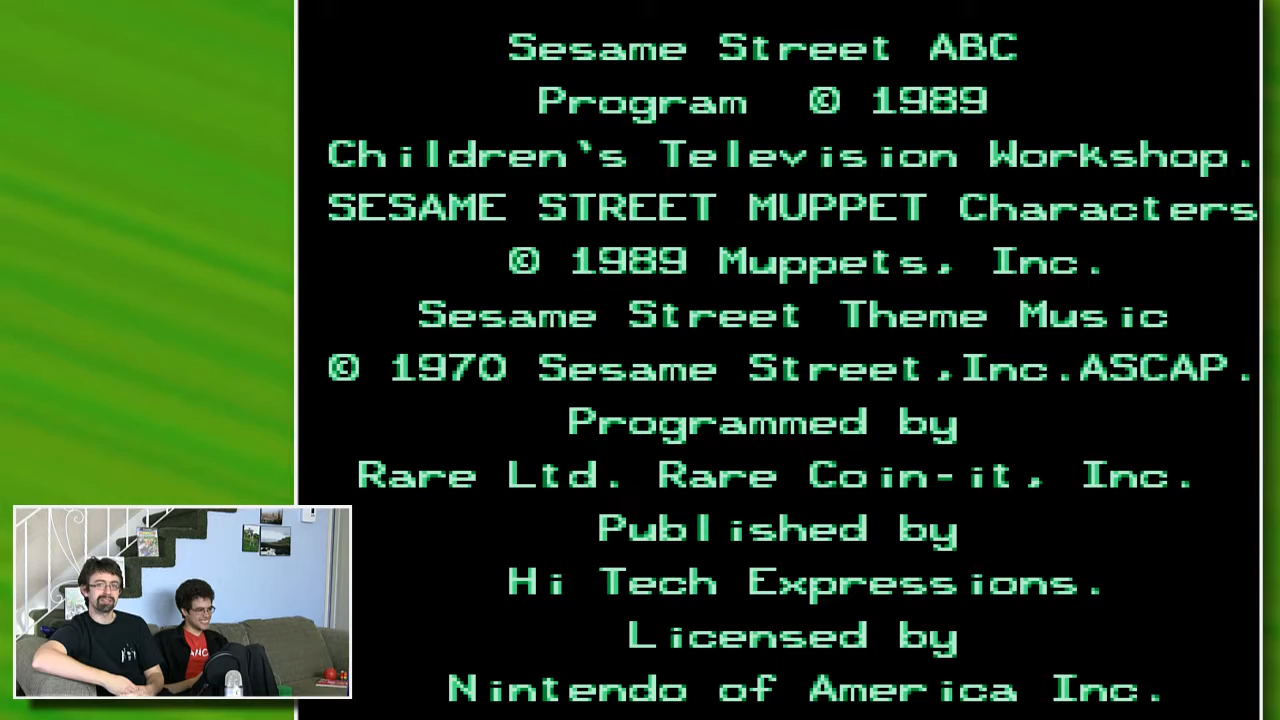 Sesame Street ABC
Program © 1989
Children's Television Workshop.
SESAME STREET MUPPET Characters
© 1989 Muppets, Inc.
Sesame Street Theme Music
© 1970 Sesame Street,Inc.ASCAP.
Programmed by
Rare Ltd. Rare Coin-it, Inc.
Published by
Hi Tech Expressions.
Licensed by
Nintendo of America Inc.